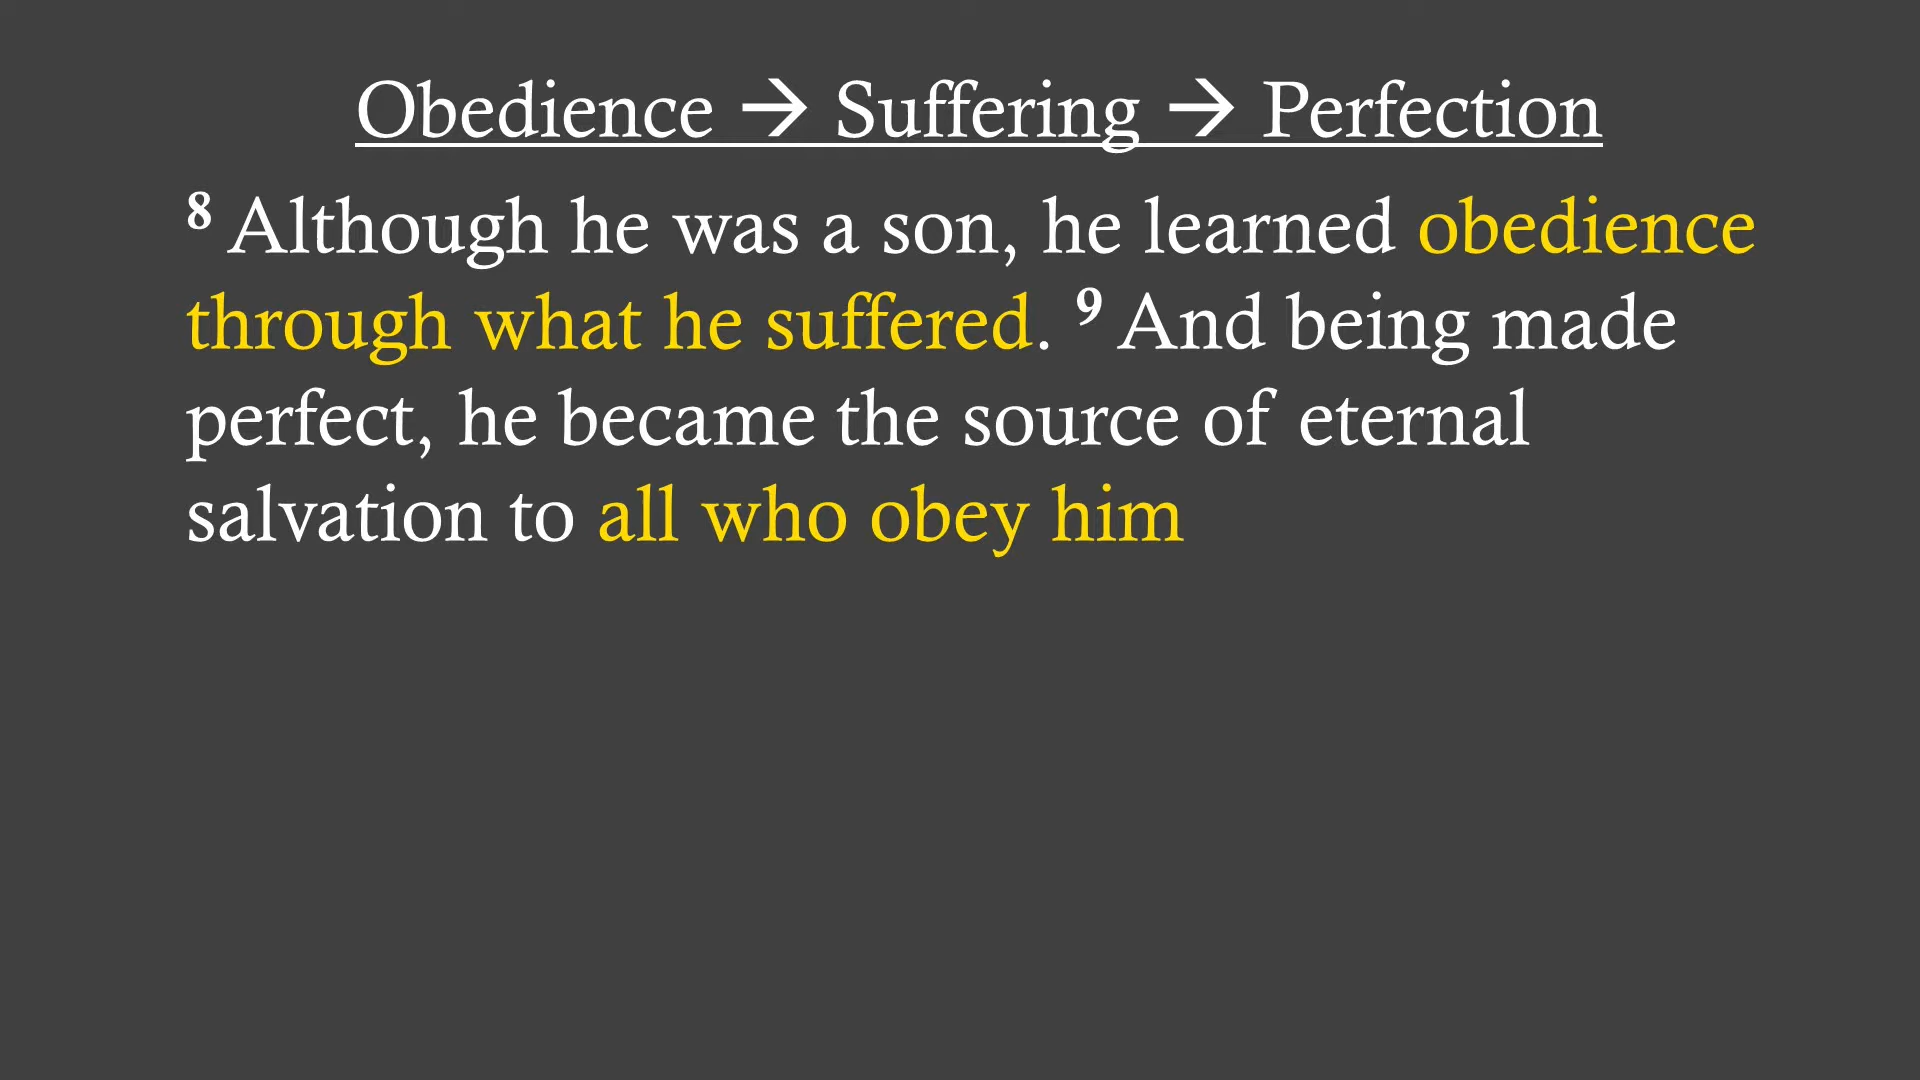 Obedience → Suffering → Perfection
8 Although he was a son, he learned obedience
through what he suffered. 9 And being made
perfect, he became the source of eternal
salvation to all who obey him